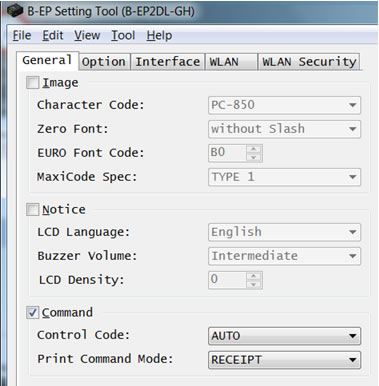 B-EP Setting Tool (B-EP2DL-GH)
File Edit View Tool Help
General Option Interface WLAN WLAN Security
Image
Character Code: PC-850
Zero Font: without Slash
EURO Font Code: B0
MaxiCode Spec: TYPE 1
Notice
LCD Language: English
Buzzer Volume: Intermediate
LCD Density: 0
Command
Control Code: AUTO
Print Command Mode: RECEIPT